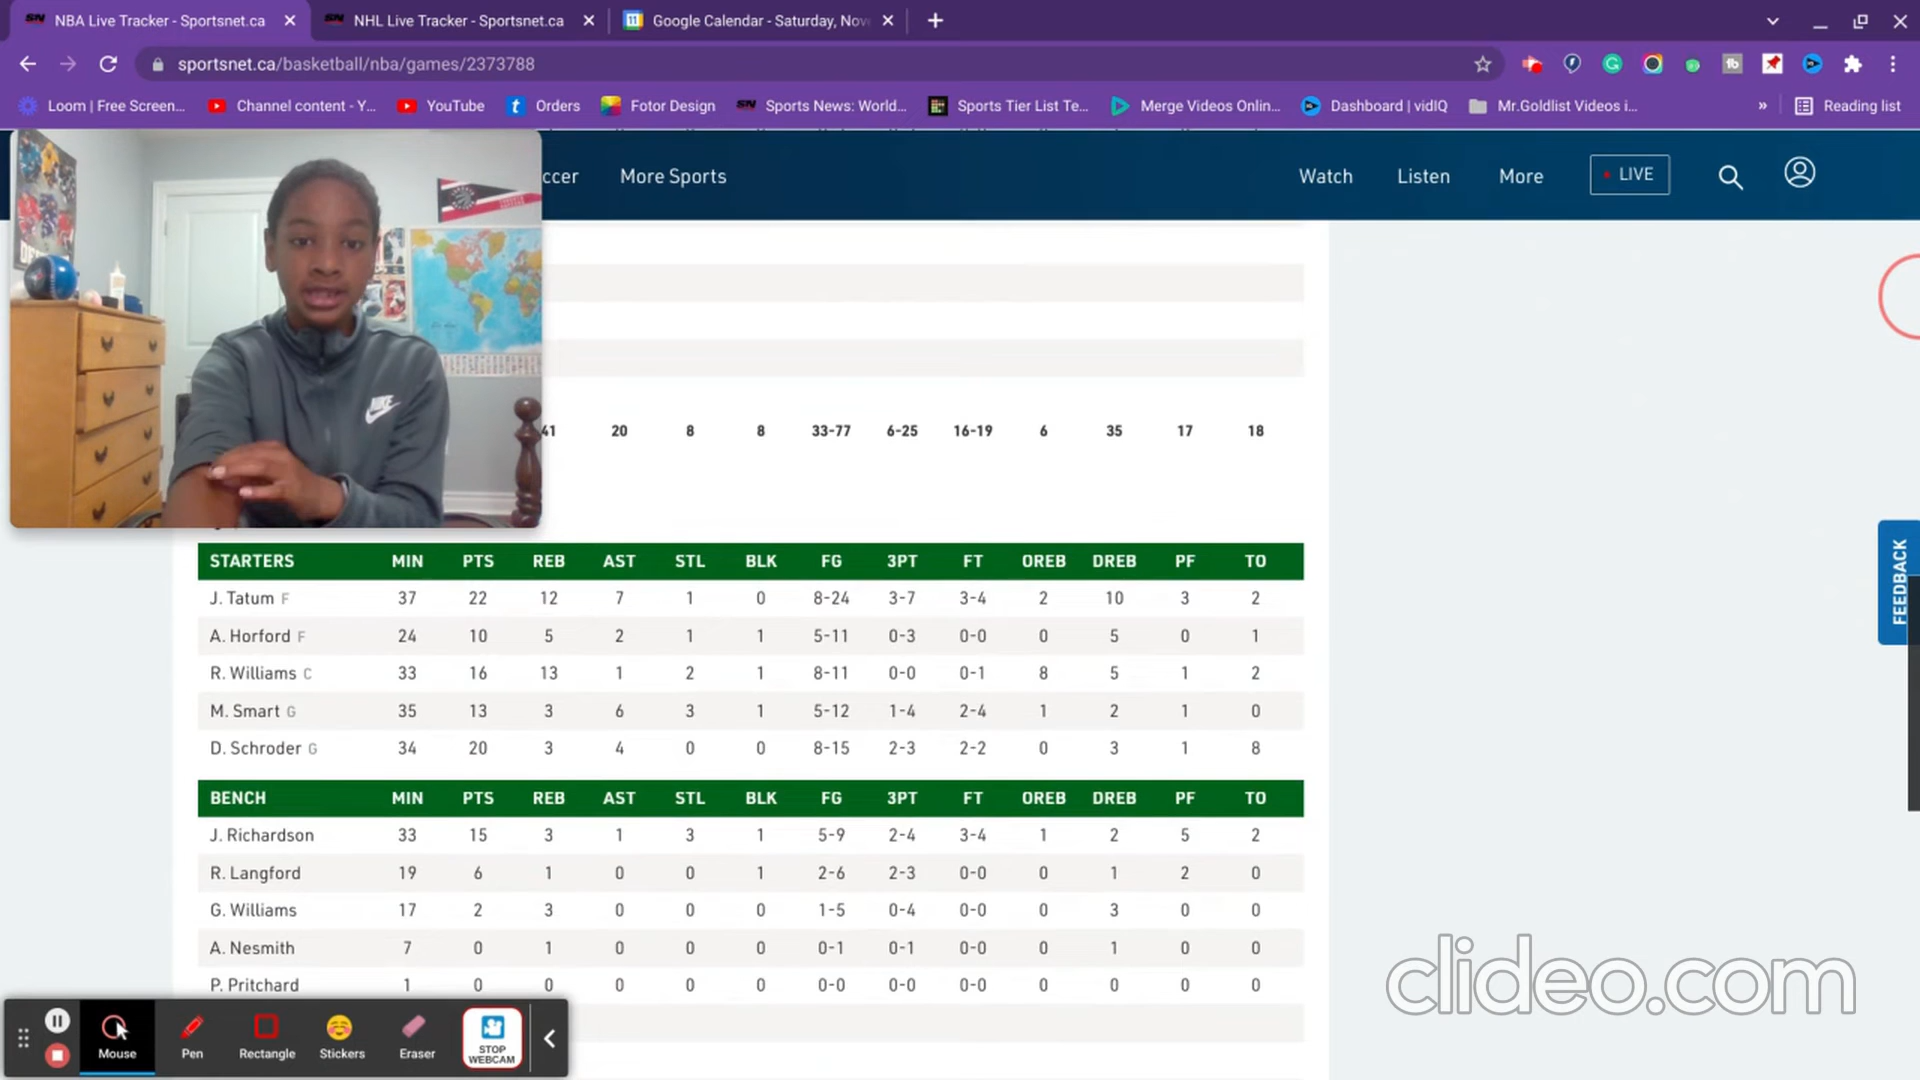 NBA Live Tracker - Sportsnet.ca
NHL Live Tracker - Sportsnet.ca
Google Calendar - Saturday, Nov
sportsnet.ca/basketball/nba/games/2373788
Loom | Free Screen...
Channel content - Y...
YouTube
Orders
Fotor Design
Sports News: World...
Sports Tier List Te...
Merge Videos Onlin...
Dashboard | vidIQ
Mr.Goldlist Videos i...
»
Reading list
ccer
More Sports
Watch
Listen
More
LIVE
41 20 8 8 33-77 6-25 16-19 6 35 17 18
STARTERS MIN PTS REB AST STL BLK FG 3PT FT OREB DREB PF TO
J. Tatum F 37 22 12 7 1 0 8-24 3-7 3-4 2 10 3 2
A. Horford F 24 10 5 2 1 1 5-11 0-3 0-0 0 5 0 1
R. Williams C 33 16 13 1 2 1 8-11 0-0 0-1 8 5 1 2
M. Smart G 35 13 3 6 3 1 5-12 1-4 2-4 1 2 1 0
D. Schroder G 34 20 3 4 0 0 8-15 2-3 2-2 0 3 1 8
BENCH MIN PTS REB AST STL BLK FG 3PT FT OREB DREB PF TO
J. Richardson 33 15 3 1 3 1 5-9 2-4 3-4 1 2 5 2
R. Langford 19 6 1 0 0 1 2-6 2-3 0-0 0 1 2 0
G. Williams 17 2 3 0 0 0 1-5 0-4 0-0 0 3 0 0
A. Nesmith 7 0 1 0 0 0 0-1 0-1 0-0 0 1 0 0
P. Pritchard 1 0 0 0 0 0 0-0 0-0 0-0 0 0 0 0
FEEDBACK
NIKE
clideo.com
Mouse
Pen
Rectangle
Stickers
Eraser
STOP
WEBCAM